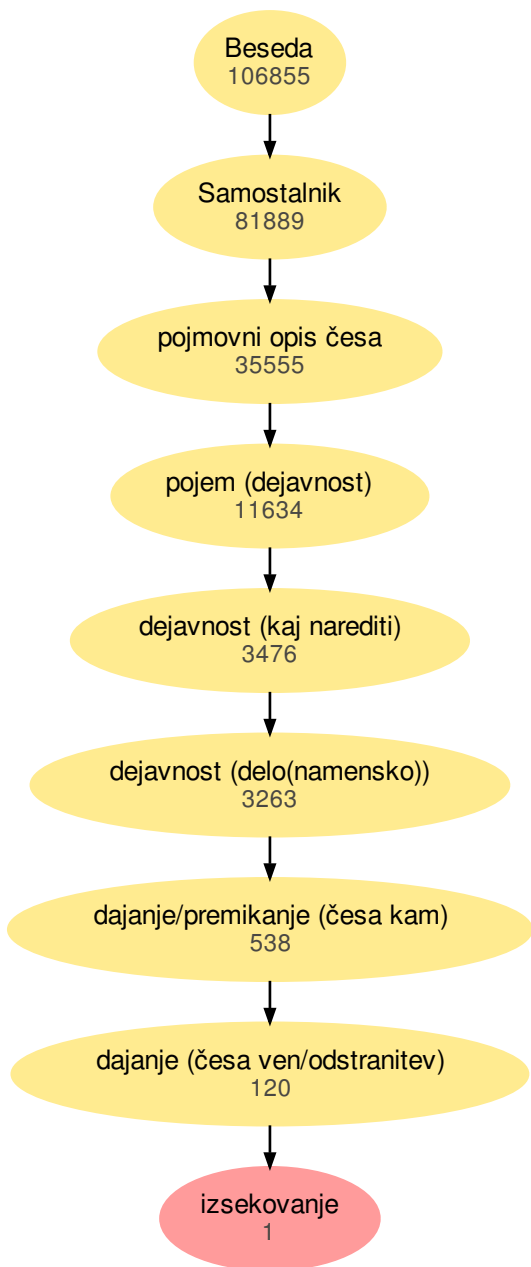 Beseda
106855
Samostalnik
81889
pojmovni opis česa
35555
pojem (dejavnost)
11634
dejavnost (kaj narediti)
3476
dejavnost (delo(namensko))
3263
dajanje/premikanje (česa kam)
538
dajanje (česa ven/odstranitev)
120
izsekovanje
1